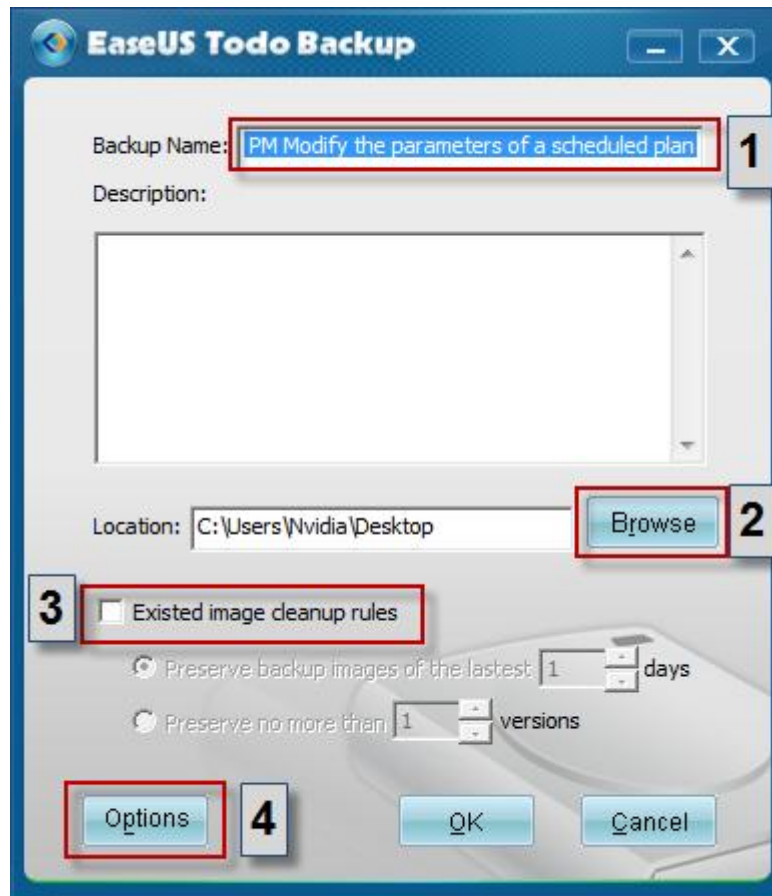 EaseUS Todo Backup
Backup Name: PM Modify the parameters of a scheduled plan
1
Description:
Location: C:\Users\Nvidia\Desktop
Browse
2
3
Existed image cleanup rules
Preserve backup images of the lastest 1 days
Preserve no more than 1 versions
Options
4
OK
Cancel